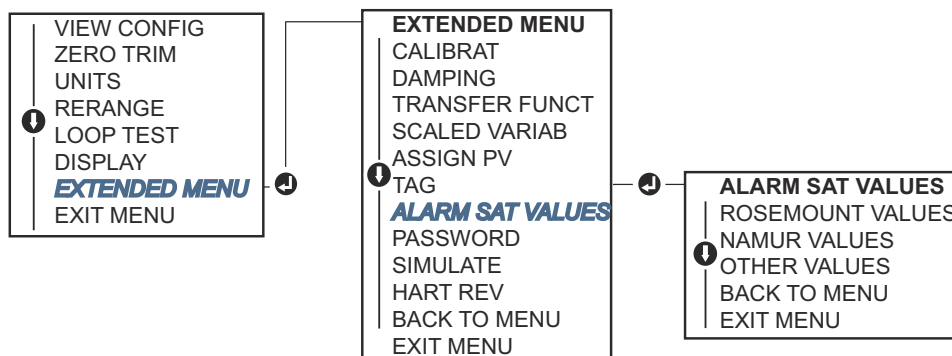 VIEW CONFIG
ZERO TRIM
UNITS
RERANGE
LOOP TEST
DISPLAY
EXTENDED MENU
EXIT MENU
EXTENDED MENU
CALIBRAT
DAMPING
TRANSFER FUNCT
SCALED VARIAB
ASSIGN PV
TAG
ALARM SAT VALUES
PASSWORD
SIMULATE
HART REV
BACK TO MENU
EXIT MENU
ALARM SAT VALUES
ROSEMOUNT VALUES
NAMUR VALUES
OTHER VALUES
BACK TO MENU
EXIT MENU